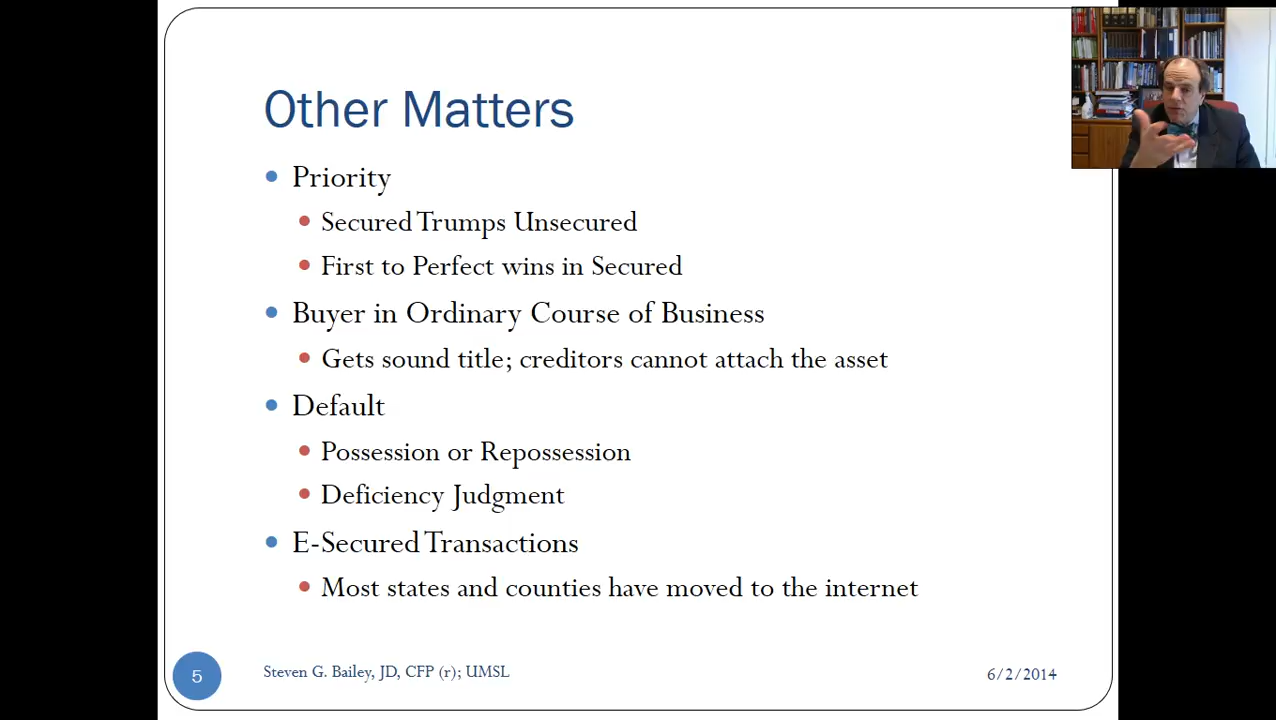 Other Matters
Priority
Secured Trumps Unsecured
First to Perfect wins in Secured
Buyer in Ordinary Course of Business
Gets sound title; creditors cannot attach the asset
Default
Possession or Repossession
Deficiency Judgment
E-Secured Transactions
Most states and counties have moved to the internet
5
Steven G. Bailey, JD, CFP (r); UMSL
6/2/2014